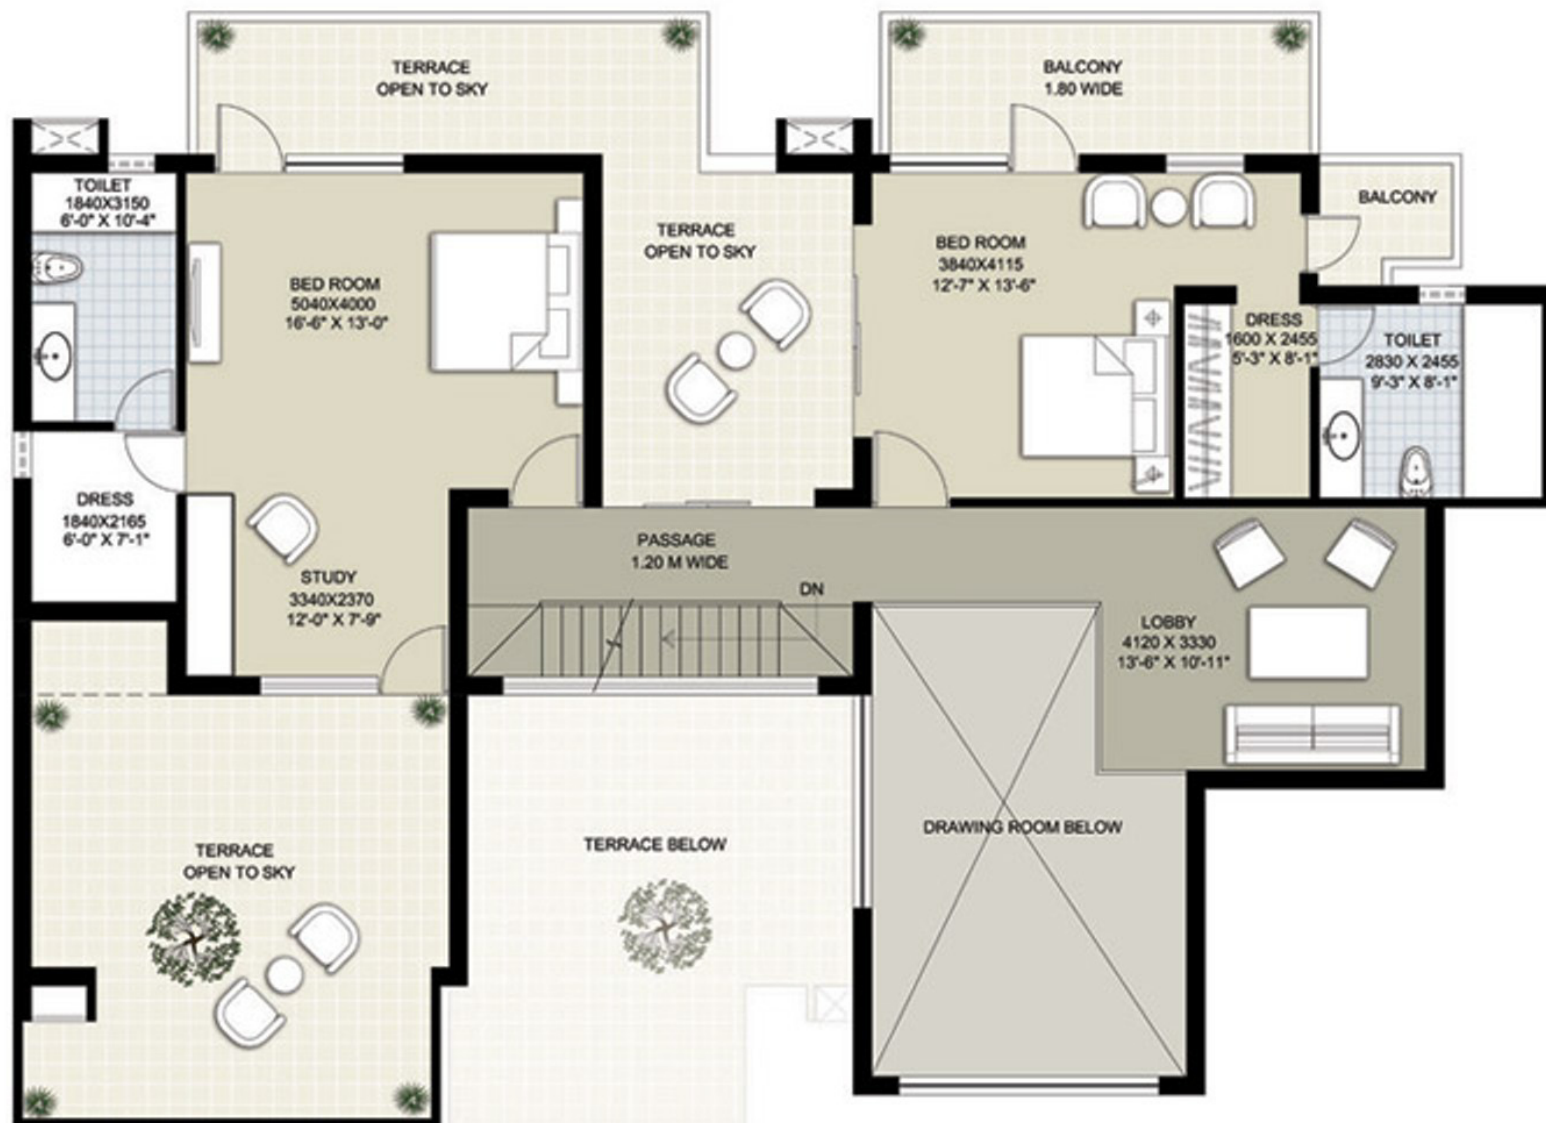 TERRACE
OPEN TO SKY
BALCONY
1.80 WIDE
TOILET
1840X3150
6'-0" X 10'-4"
BED ROOM
5040X4000
16'-6" X 13'-0"
TERRACE
OPEN TO SKY
BED ROOM
3840X4115
12'-7" X 13'-6"
BALCONY
DRESS
1600 X 2455
5'-3" X 8'-1"
TOILET
2830 X 2455
9'-3" X 8'-1"
DRESS
1840X2165
6'-0" X 7'-1"
STUDY
3340X2370
12'-0" X 7'-9"
PASSAGE
1.20 M WIDE
DN
LOBBY
4120 X 3330
13'-6" X 10'-11"
TERRACE
OPEN TO SKY
TERRACE BELOW
DRAWING ROOM BELOW